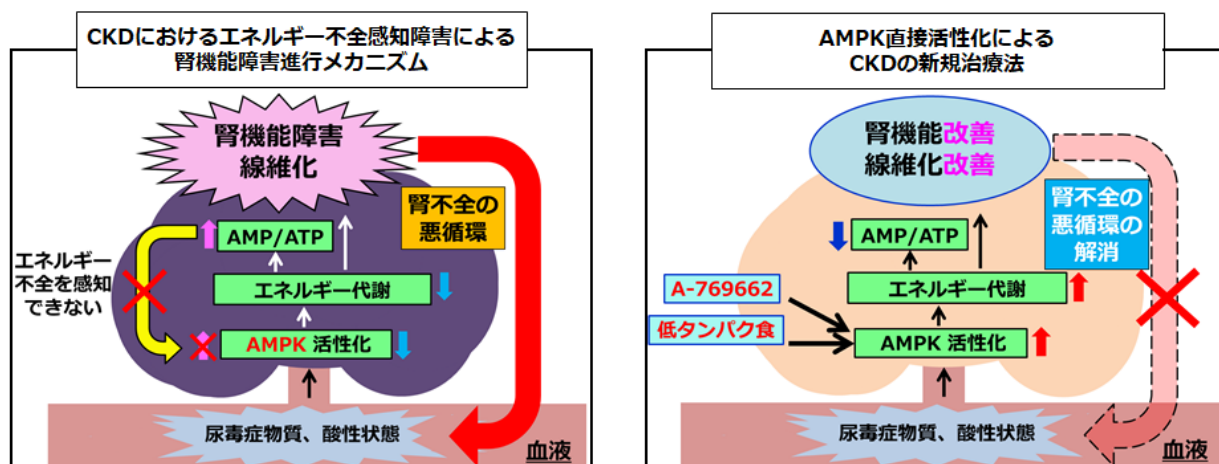 CKDにおけるエネルギー不全感知障害による
腎機能障害進行メカニズム
腎機能障害
線維化
腎不全の
悪循環
AMP/ATP
エネルギー
不全を感知
できない
エネルギー代謝
AMPK 活性化
尿毒症物質、酸性状態
血液
AMPK直接活性化による
CKDの新規治療法
腎機能改善
線維化改善
腎不全の
悪循環の
解消
AMP/ATP
エネルギー代謝
A-769662
低タンパク食
AMPK 活性化
尿毒症物質、酸性状態
血液